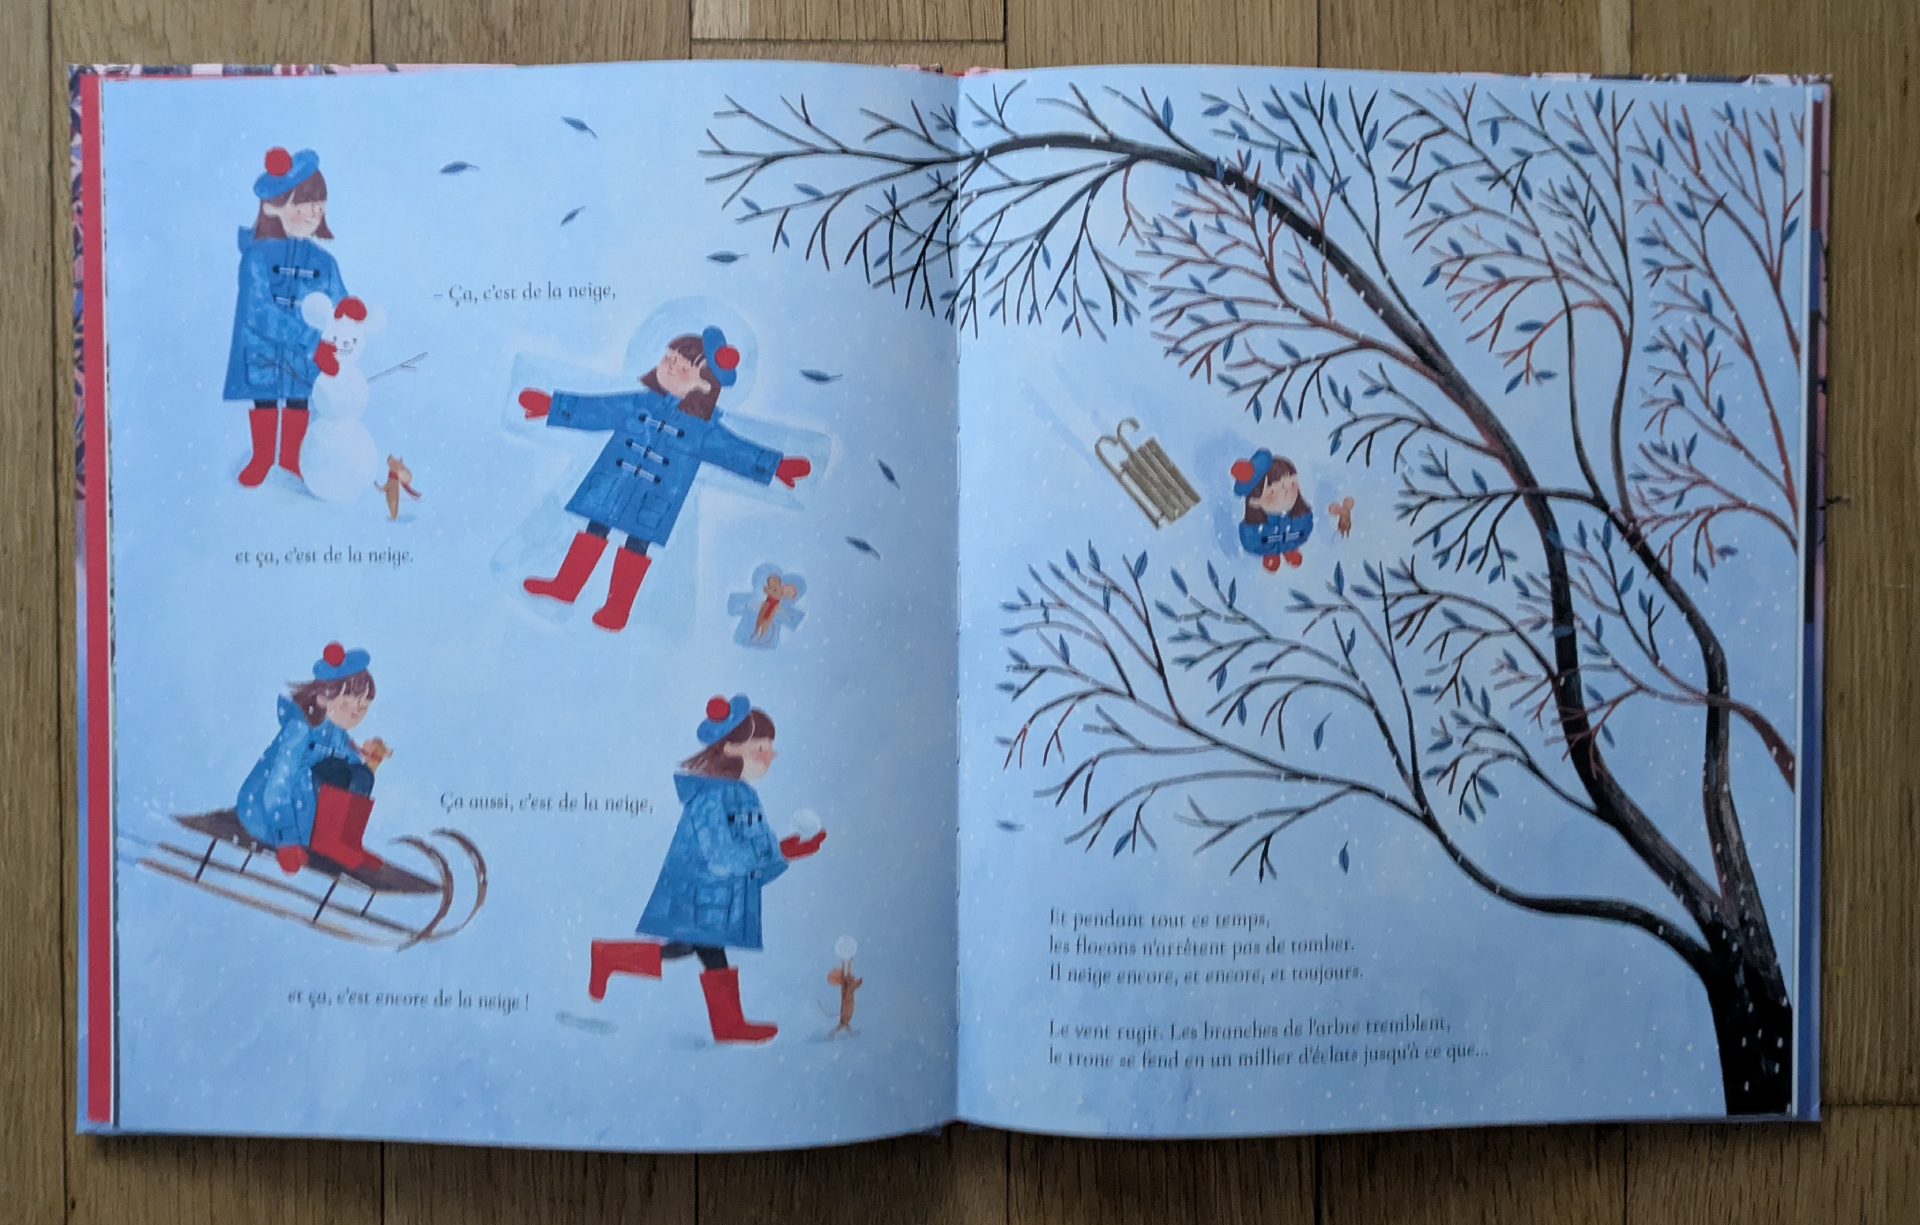 – Ça, c'est de la neige,
et ça, c'est de la neige.
Ça aussi, c'est de la neige,
et ça, c'est encore de la neige !
Et pendant tout ce temps,
les flocons n'arrêtent pas de tomber.
Il neige encore, et encore, et toujours.
Le vent rugit. Les branches de l'arbre tremblent,
le tronc se fend en un millier d'éclats jusqu'à ce que...